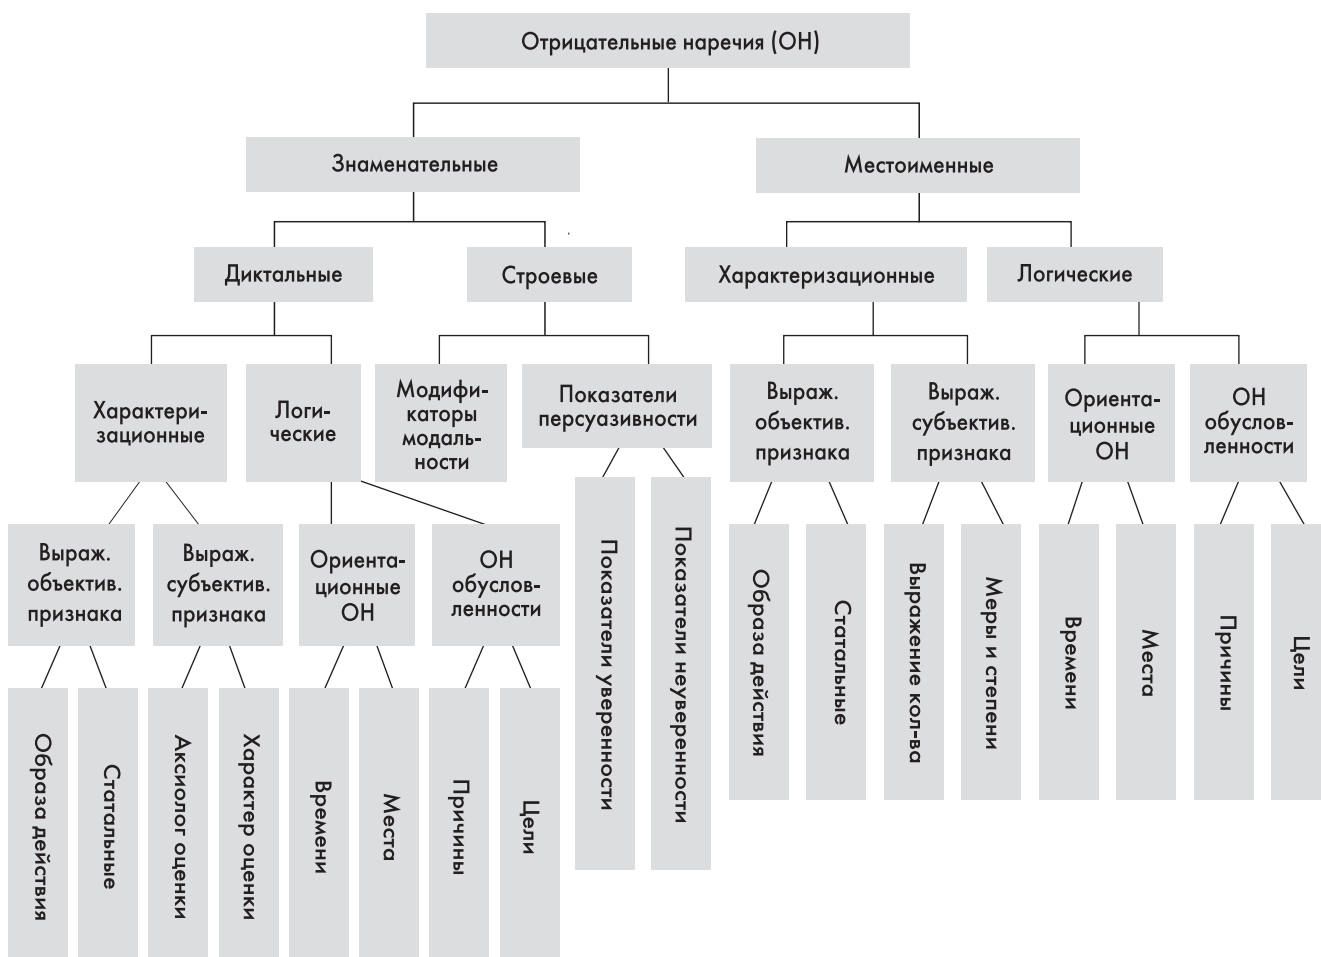 Отрицательные наречия (ОН)
Знаменательные
Местоименные
Диктальные
Строевые
Характеризационные
Логические
Характери-
зационные
Логи-
ческие
Модифи-
каторы
модаль-
ности
Показатели
персуазивности
Выраж.
объектив.
признака
Выраж.
субъектив.
признака
Ориента-
ционные
ОН
ОН
обуслов-
ленности
Выраж.
объектив.
признака
Выраж.
субъектив.
признака
Ориента-
ционные
ОН
ОН
обуслов-
ленности
Показатели уверенности
Показатели неуверенности
Образа действия
Статальные
Выражение кол-ва
Меры и степени
Времени
Места
Причины
Цели
Образа действия
Статальные
Аксиолог оценки
Характер оценки
Времени
Места
Причины
Цели